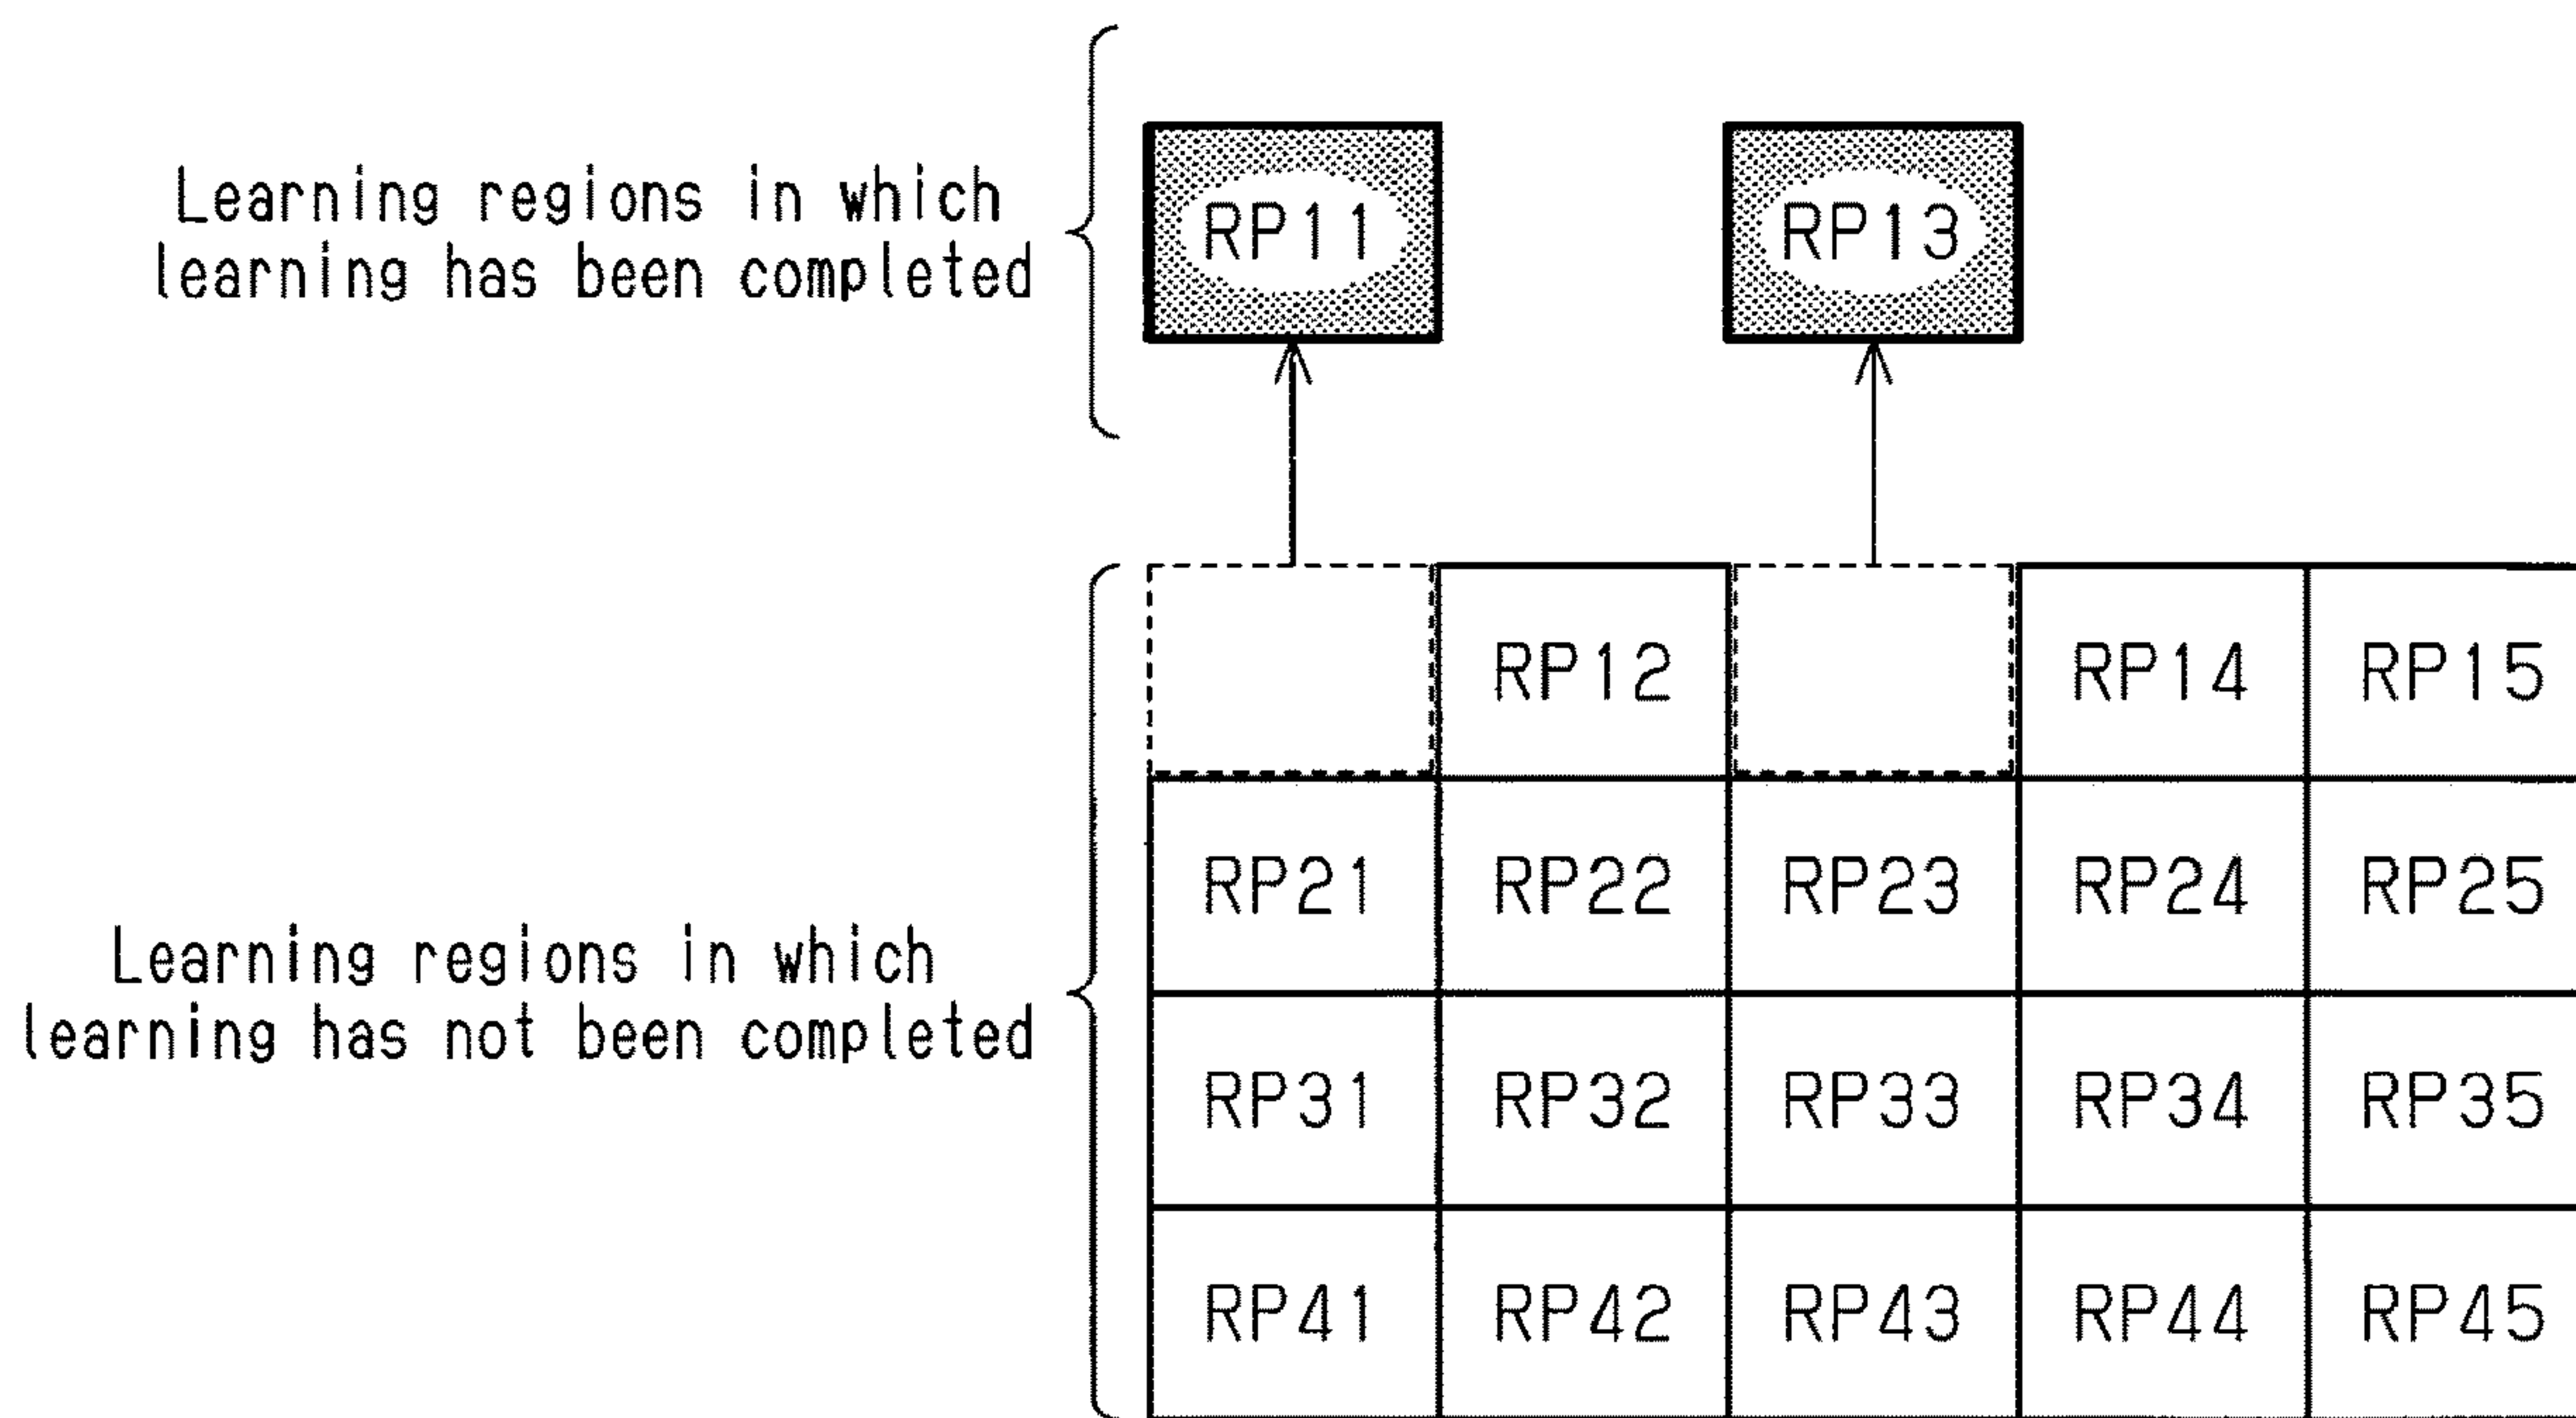 Learning regions in which
learning has been completed
RP11 RP13
RP12 RP14 RP15
RP21 RP22 RP23 RP24 RP25
Learning regions in which
learning has not been completed
RP31 RP32 RP33 RP34 RP35
RP41 RP42 RP43 RP44 RP45